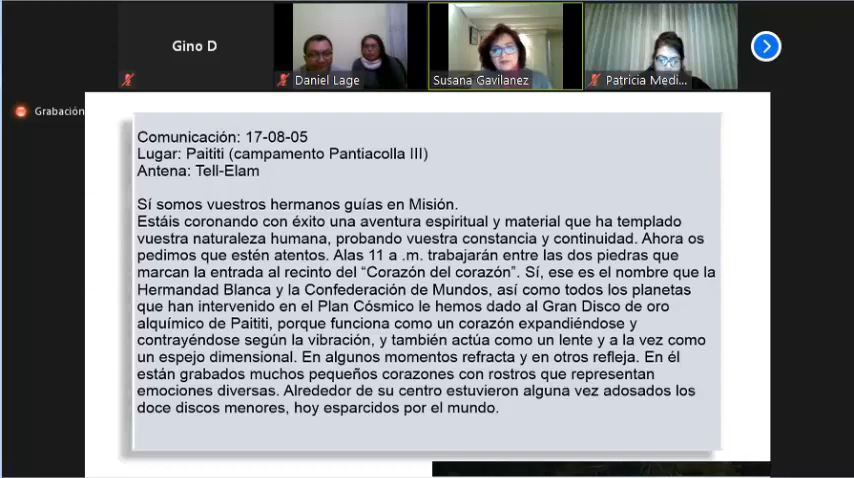 Gino D
Daniel Lage
Susana Gavilanez
Patricia Medi...
Grabación
Comunicación: 17-08-05
Lugar: Paititi (campamento Pantiacolla III)
Antena: Tell-Elam
Sí somos vuestros hermanos guías en Misión.
Estáis coronando con éxito una aventura espiritual y material que ha templado
vuestra naturaleza humana, probando vuestra constancia y continuidad. Ahora os
pedimos que estén atentos. Alas 11 a .m. trabajarán entre las dos piedras que
marcan la entrada al recinto del “Corazón del corazón”. Sí, ese es el nombre que la
Hermandad Blanca y la Confederación de Mundos, así como todos los planetas
que han intervenido en el Plan Cósmico le hemos dado al Gran Disco de oro
alquímico de Paititi, porque funciona como un corazón expandiéndose y
contrayéndose según la vibración, y también actúa como un lente y a la vez como
un espejo dimensional. En algunos momentos refracta y en otros refleja. En él
están grabados muchos pequeños corazones con rostros que representan
emociones diversas. Alrededor de su centro estuvieron alguna vez adosados los
doce discos menores, hoy esparcidos por el mundo.